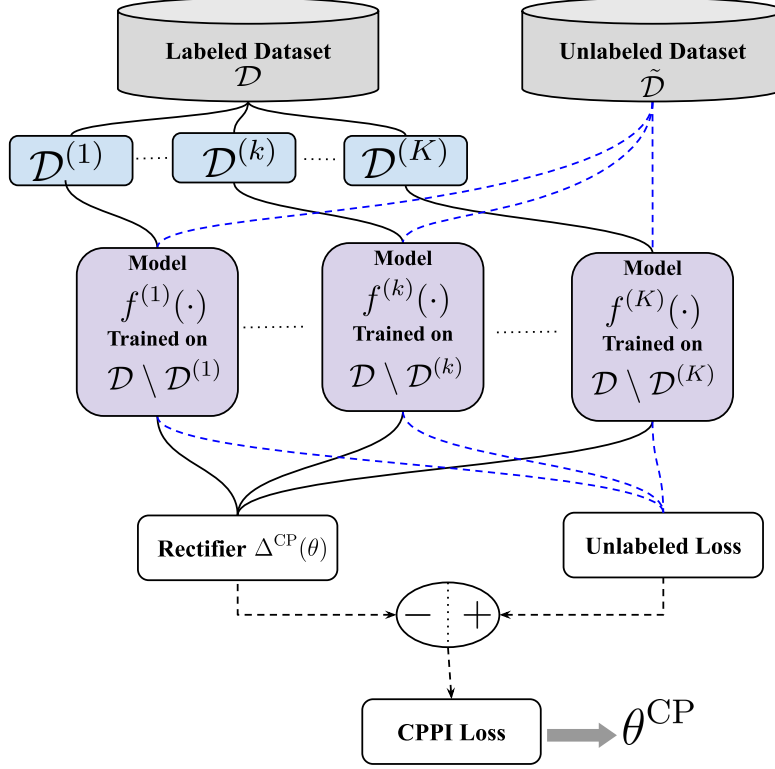 Labeled Dataset
𝒟
Unlabeled Dataset
𝒟̃
𝒟⁽¹⁾ ..... 𝒟⁽ᵏ⁾ ..... 𝒟⁽ᴷ⁾
Model
f⁽¹⁾(·)
Trained on
𝒟 \ 𝒟⁽¹⁾
Model
f⁽ᵏ⁾(·)
Trained on
𝒟 \ 𝒟⁽ᵏ⁾
Model
f⁽ᴷ⁾(·)
Trained on
𝒟 \ 𝒟⁽ᴷ⁾
Rectifier Δ^CP(θ)
Unlabeled Loss
− +
CPPI Loss
θ^CP